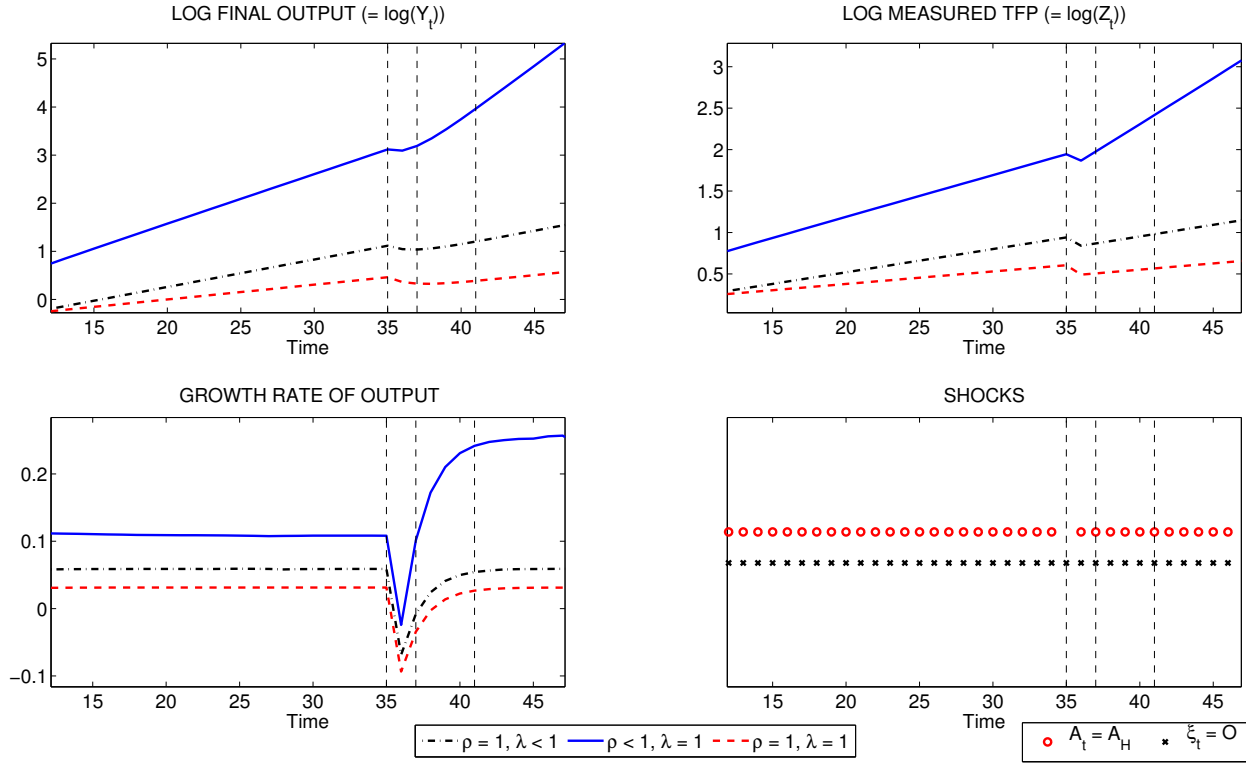 LOG FINAL OUTPUT (= log(Y_t))
5
4
3
2
1
0
15 20 25 30 35 40 45
Time
LOG MEASURED TFP (= log(Z_t))
3
2.5
2
1.5
1
0.5
15 20 25 30 35 40 45
Time
GROWTH RATE OF OUTPUT
0.2
0.1
0
−0.1
15 20 25 30 35 40 45
Time
SHOCKS
15 20 25 30 35 40 45
Time
ρ = 1, λ < 1 ρ < 1, λ = 1 ρ = 1, λ = 1
A_t = A_H ξ_t = O